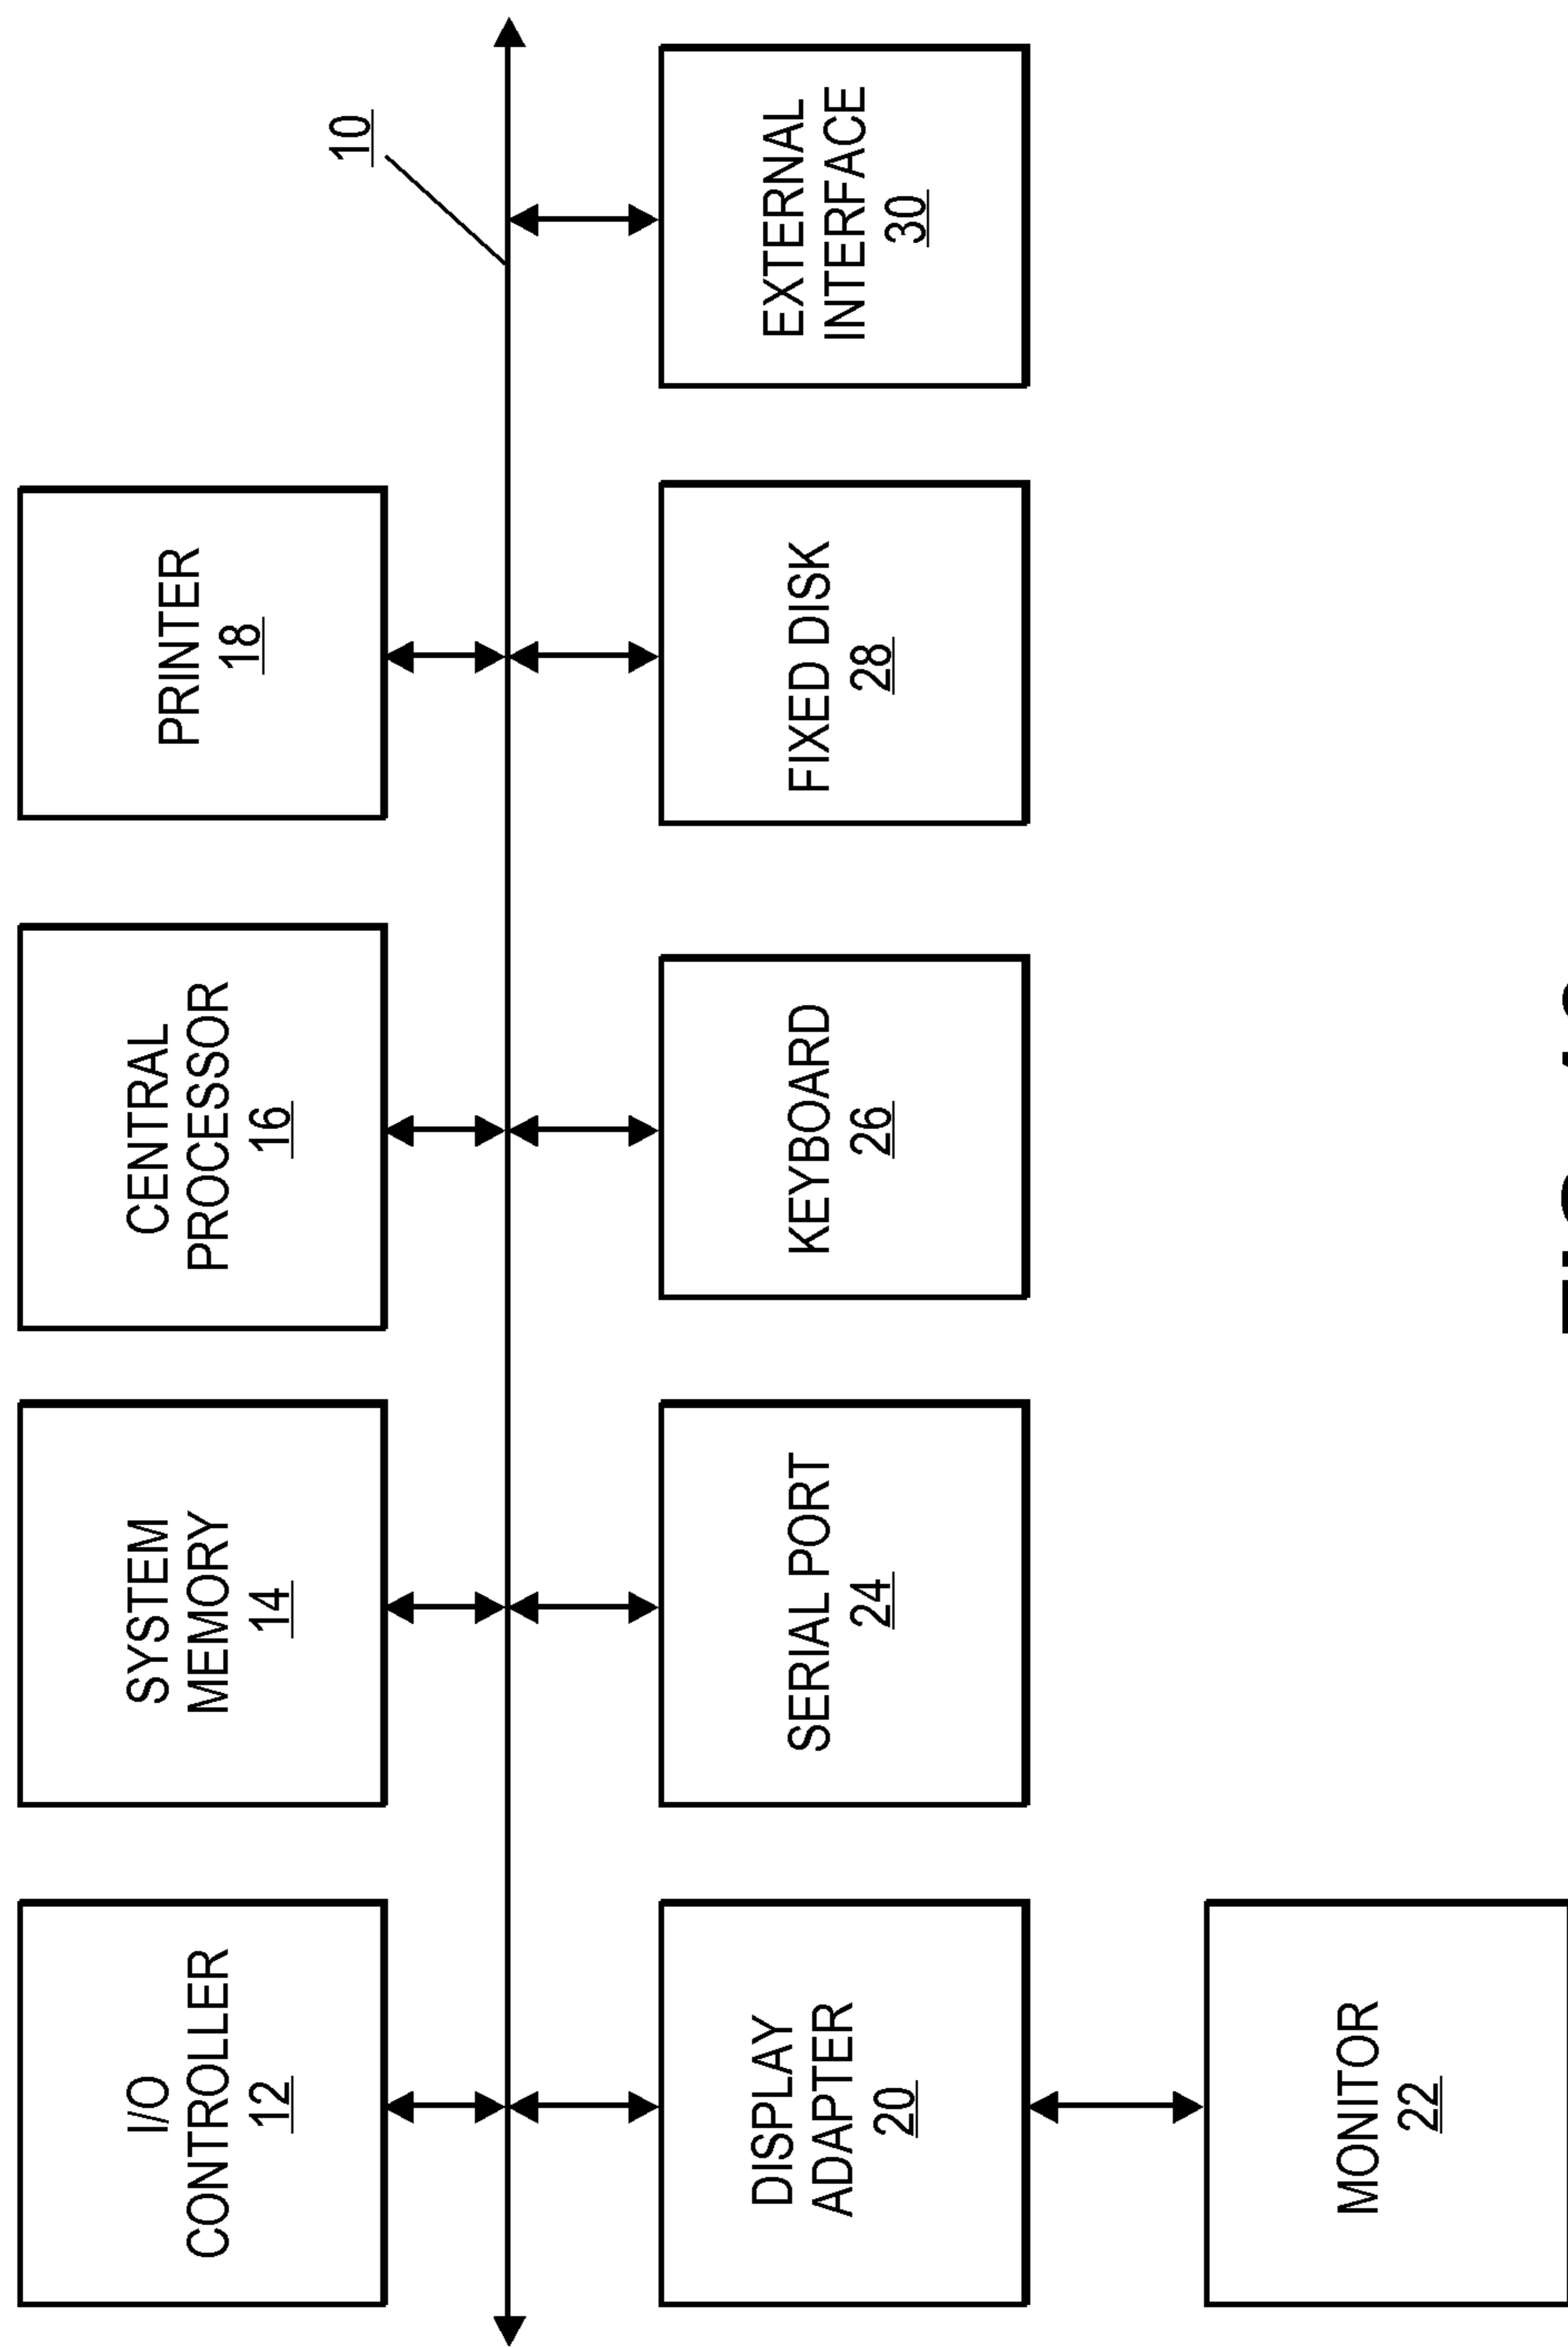 I/O
CONTROLLER
12
SYSTEM
MEMORY
14
CENTRAL
PROCESSOR
16
PRINTER
18
10
DISPLAY
ADAPTER
20
SERIAL PORT
24
KEYBOARD
26
FIXED DISK
28
EXTERNAL
INTERFACE
30
MONITOR
22